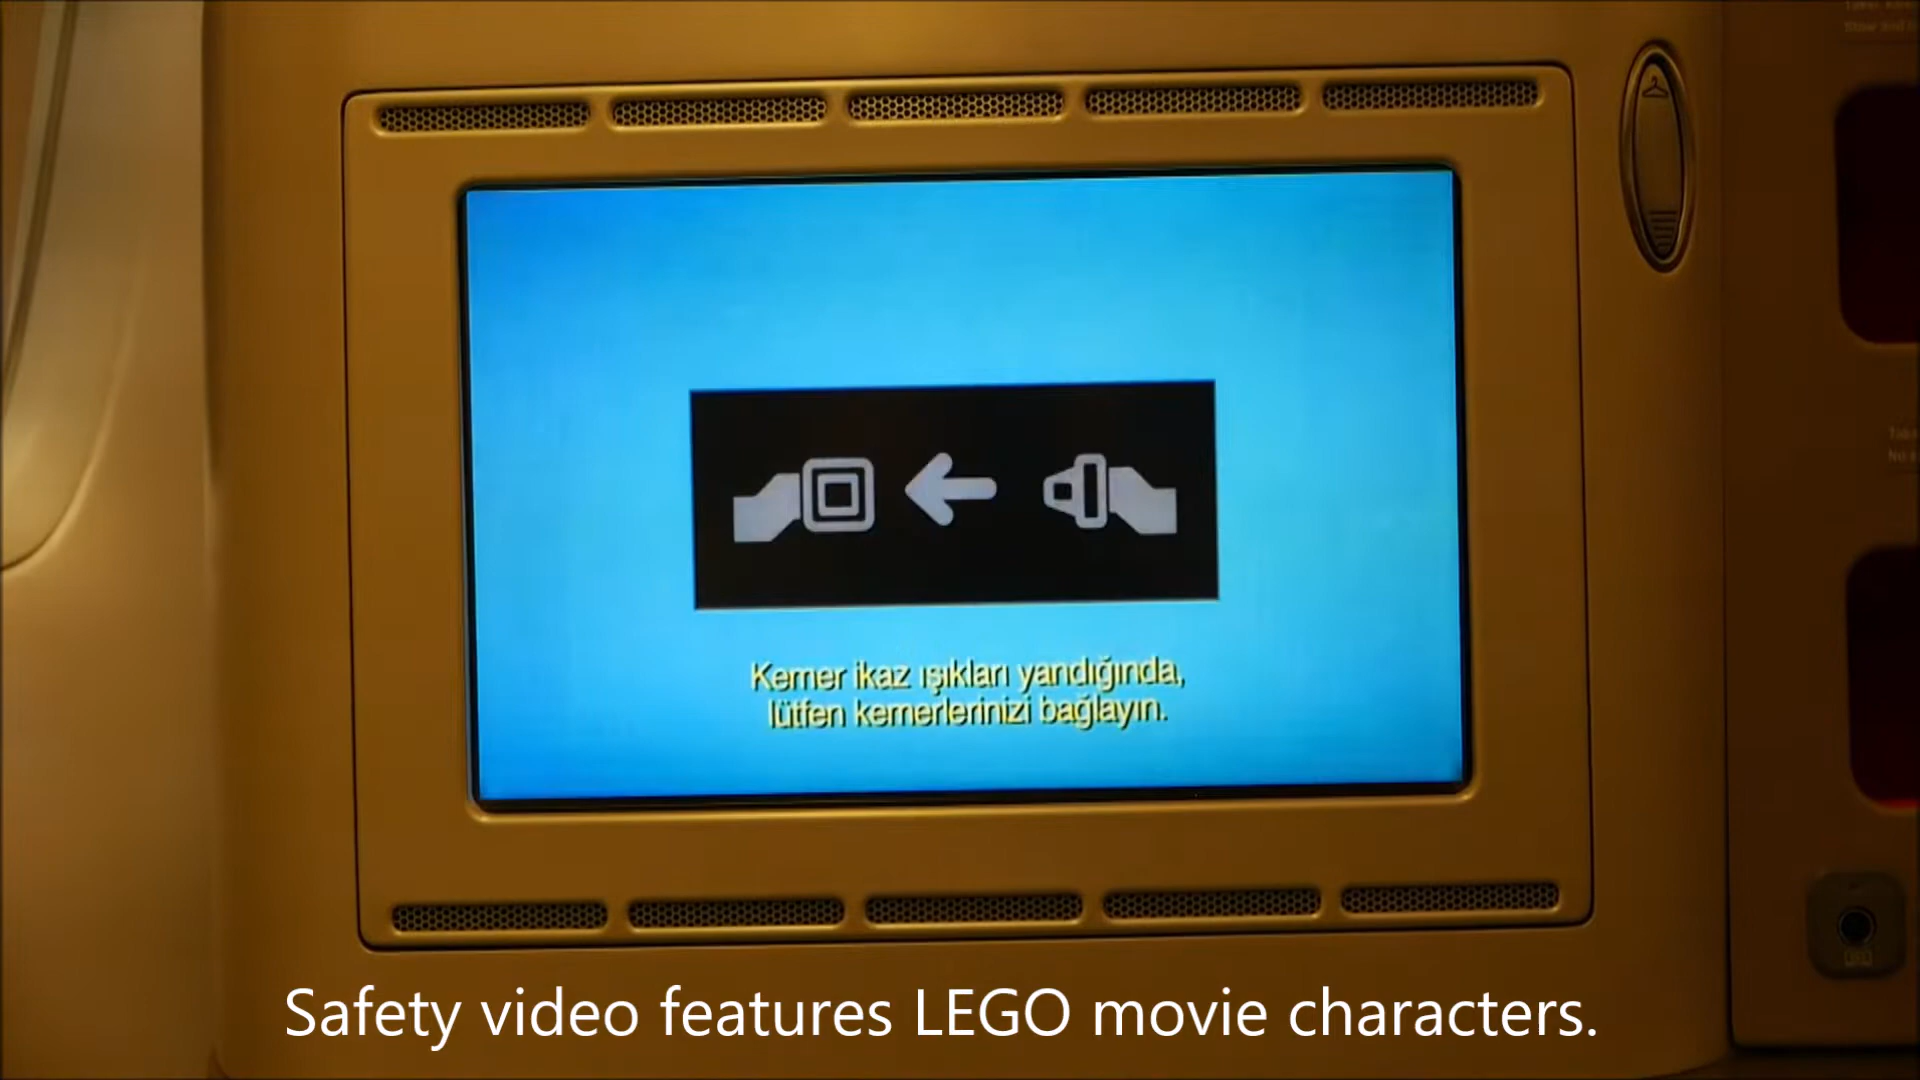 Kemer ikaz ışıkları yandığında,
lütfen kemerlerinizi bağlayın.
Safety video features LEGO movie characters.